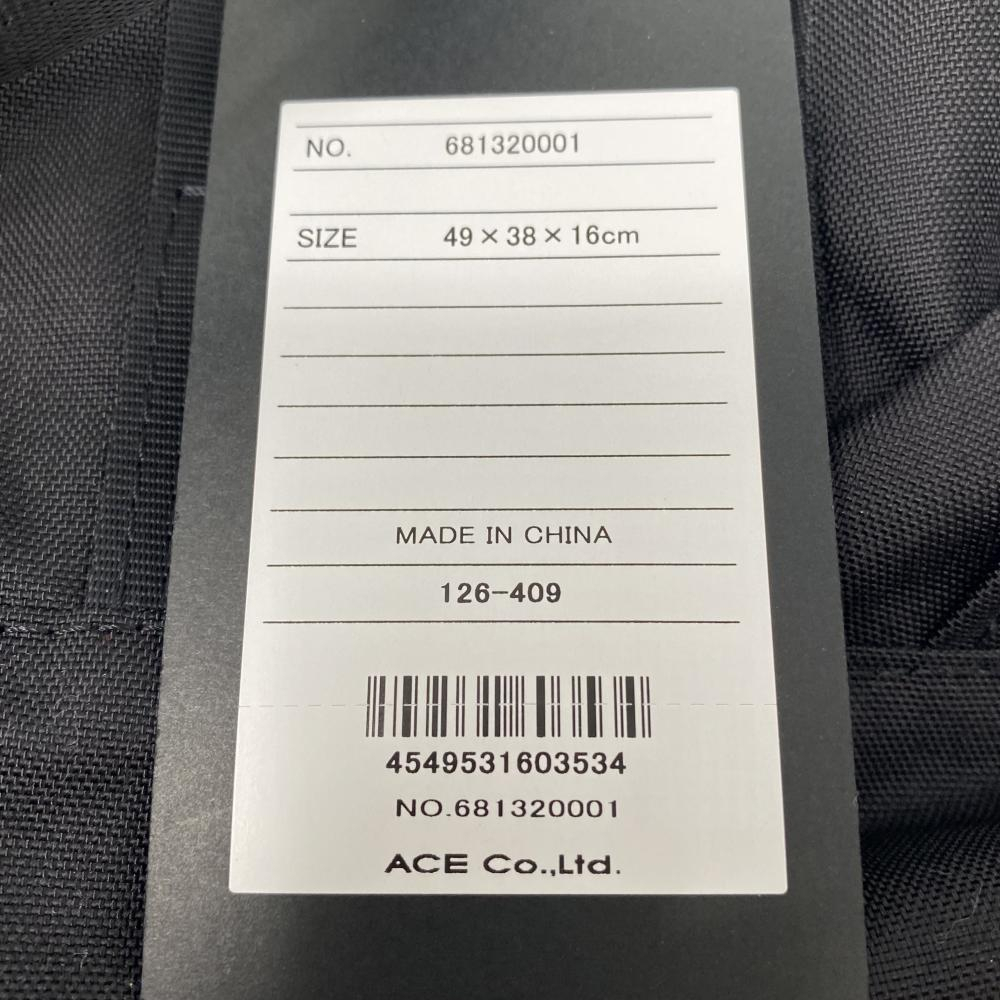 NO. 681320001
SIZE 49×38×16cm
MADE IN CHINA
126-409
4549531603534
NO.681320001
ACE Co.,Ltd.